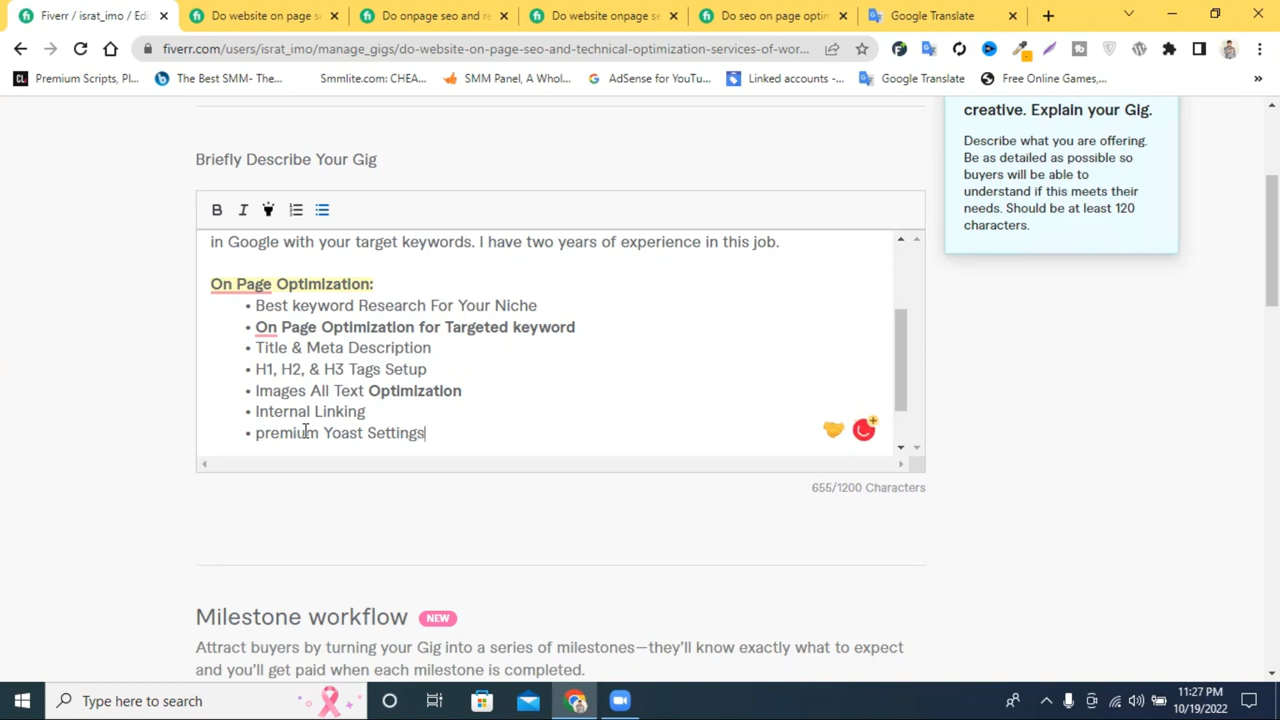 Fiverr / israt_imo / Edi
Do website on page s
Do onpage seo and re
Do website onpage se
Do seo on page optim
Google Translate
fiverr.com/users/israt_imo/manage_gigs/do-website-on-page-seo-and-technical-optimization-services-of-wor...
Premium Scripts, Pl...
The Best SMM- The...
Smmlite.com: CHEA...
SMM Panel, A Whol...
AdSense for YouTu...
Linked accounts -...
Google Translate
Free Online Games,...
»
creative. Explain your Gig.
Describe what you are offering.
Be as detailed as possible so
buyers will be able to
understand if this meets their
needs. Should be at least 120
characters.
Briefly Describe Your Gig
B I
in Google with your target keywords. I have two years of experience in this job.
On Page Optimization:
• Best keyword Research For Your Niche
• On Page Optimization for Targeted keyword
• Title & Meta Description
• H1, H2, & H3 Tags Setup
• Images All Text Optimization
• Internal Linking
• premium Yoast Settings
655/1200 Characters
Milestone workflow NEW
Attract buyers by turning your Gig into a series of milestones—they'll know exactly what to expect
and you'll get paid when each milestone is completed.
Type here to search
11:27 PM
10/19/2022